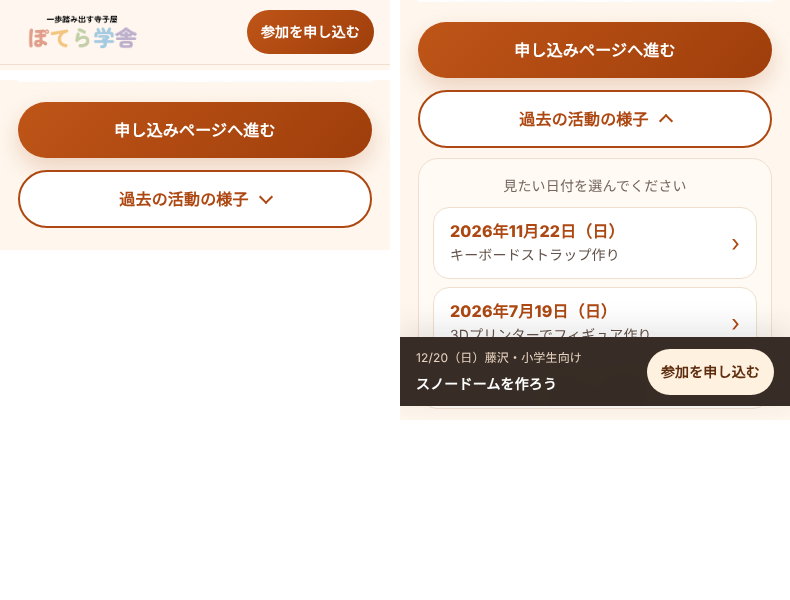 一歩踏み出す寺子屋
ぽてら学舎
参加を申し込む
申し込みページへ進む
過去の活動の様子
申し込みページへ進む
過去の活動の様子
見たい日付を選んでください
2026年11月22日（日）
キーボードストラップ作り
2026年7月19日（日）
3Dプリンターでフィギュア作り
12/20（日）藤沢・小学生向け
スノードームを作ろう
参加を申し込む